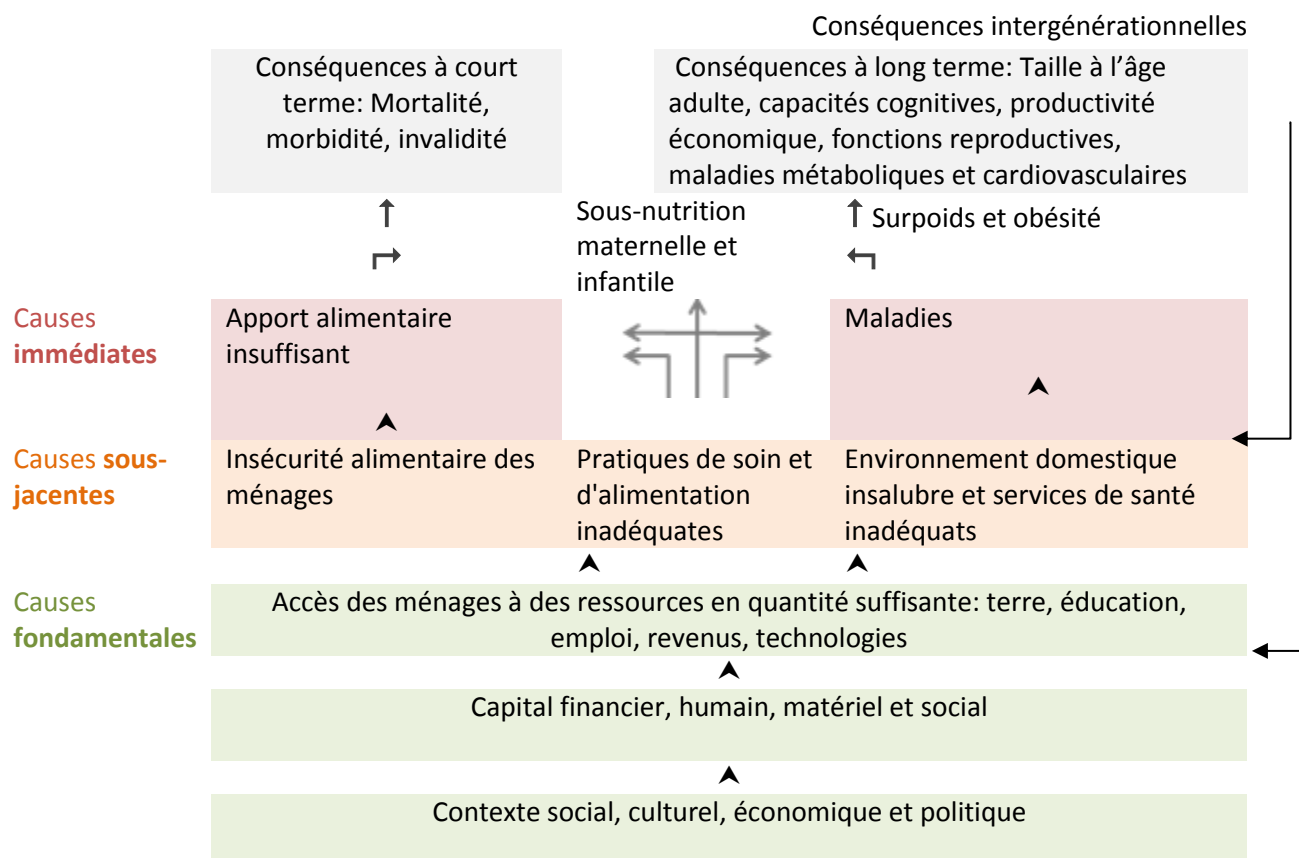 Conséquences intergénérationnelles
Conséquences à court
terme: Mortalité,
morbidité, invalidité
Conséquences à long terme: Taille à l’âge
adulte, capacités cognitives, productivité
économique, fonctions reproductives,
maladies métaboliques et cardiovasculaires
Sous-nutrition
maternelle et
infantile
Surpoids et obésité
Causes
immédiates
Apport alimentaire
insuffisant
Maladies
Causes sous-
jacentes
Insécurité alimentaire des
ménages
Pratiques de soin et
d'alimentation
inadéquates
Environnement domestique
insalubre et services de santé
inadéquats
Causes
fondamentales
Accès des ménages à des ressources en quantité suffisante: terre, éducation,
emploi, revenus, technologies
Capital financier, humain, matériel et social
Contexte social, culturel, économique et politique